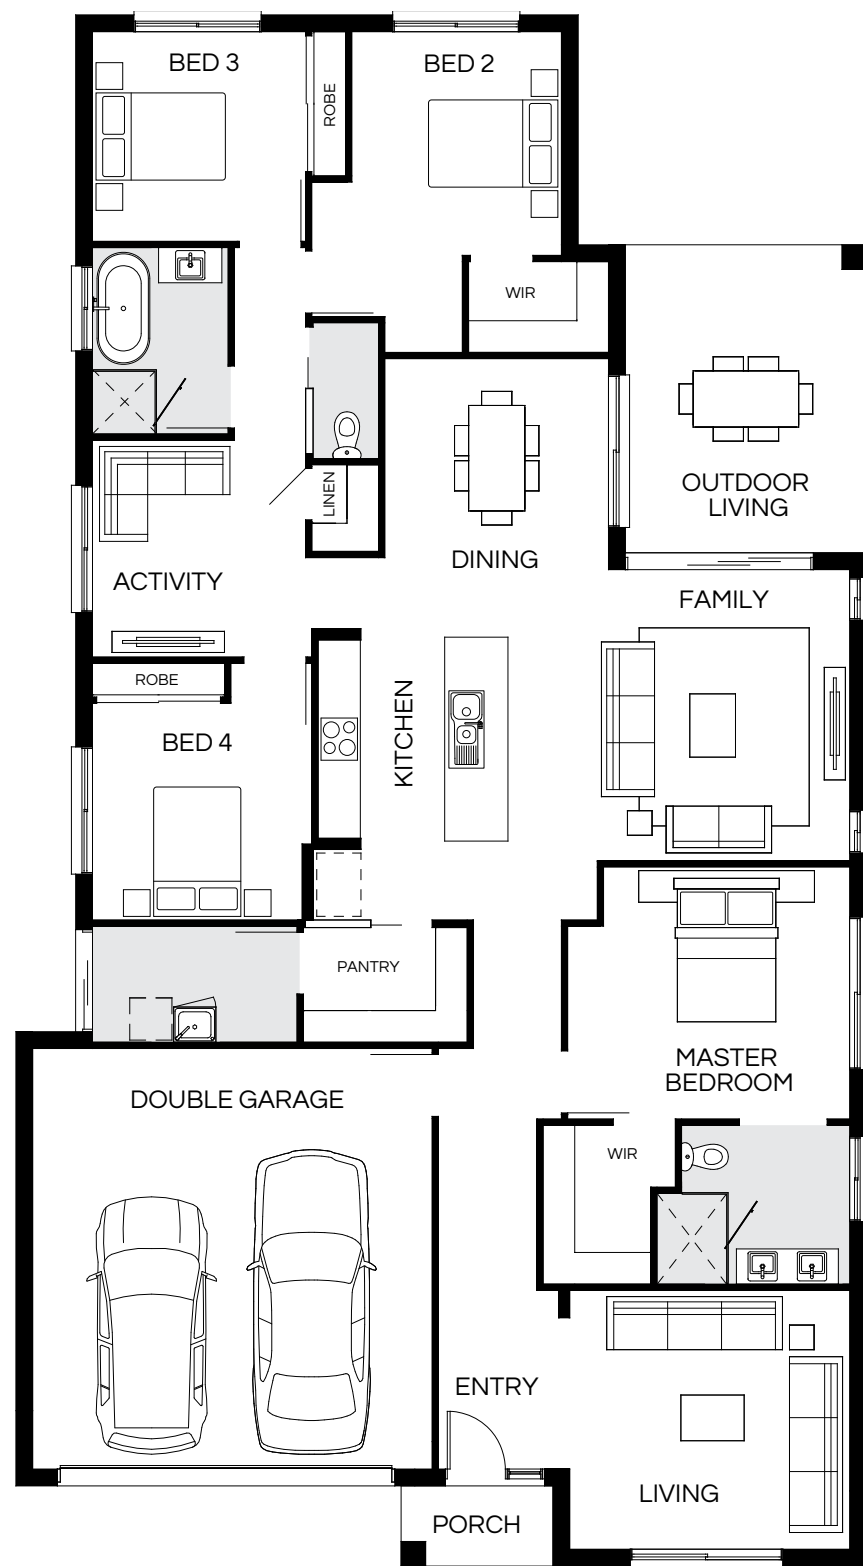 BED 3
BED 2
ROBE
WIR
LINEN
DINING
OUTDOOR
LIVING
ACTIVITY
FAMILY
ROBE
BED 4
KITCHEN
PANTRY
MASTER
BEDROOM
DOUBLE GARAGE
WIR
ENTRY
LIVING
PORCH